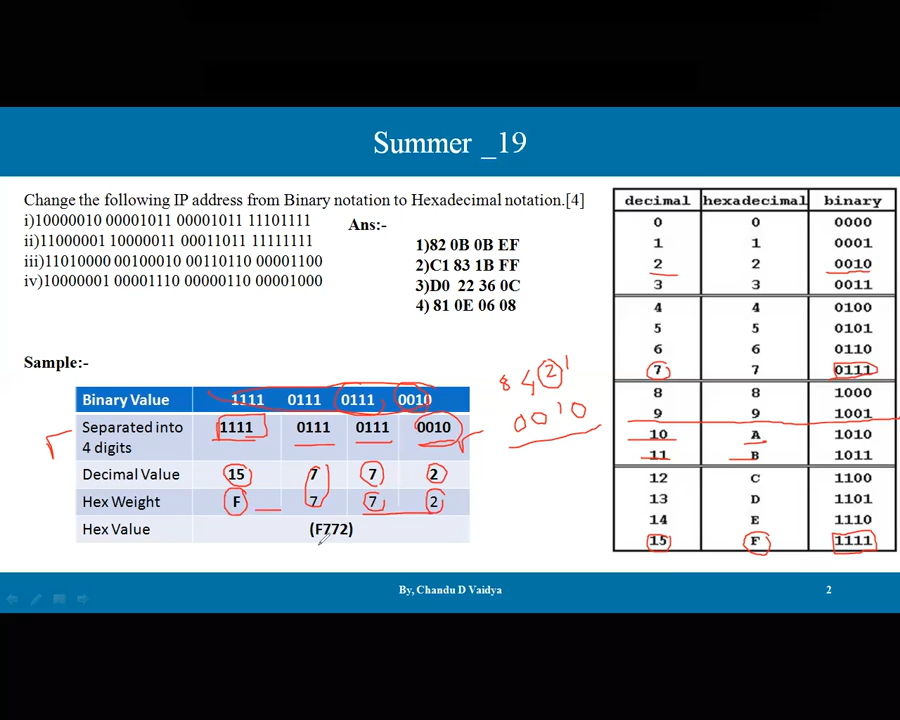 Summer _19
Change the following IP address from Binary notation to Hexadecimal notation.[4]
i)10000010 00001011 00001011 11101111
ii)11000001 10000011 00011011 11111111
iii)11010000 00100010 00110110 00001100
iv)10000001 00001110 00000110 00001000
Ans:-
1)82 0B 0B EF
2)C1 83 1B FF
3)D0 22 36 0C
4) 81 0E 06 08
Sample:-
Binary Value 1111 0111 0111 0010
Separated into 4 digits 1111 0111 0111 0010
Decimal Value 15 7 7 2
Hex Weight F 7 7 2
Hex Value (F772)
8 4 2 1
0 0 1 0
decimal hexadecimal binary
0 0 0000
1 1 0001
2 2 0010
3 3 0011
4 4 0100
5 5 0101
6 6 0110
7 7 0111
8 8 1000
9 9 1001
10 A 1010
11 B 1011
12 C 1100
13 D 1101
14 E 1110
15 F 1111
By, Chandu D Vaidya
2